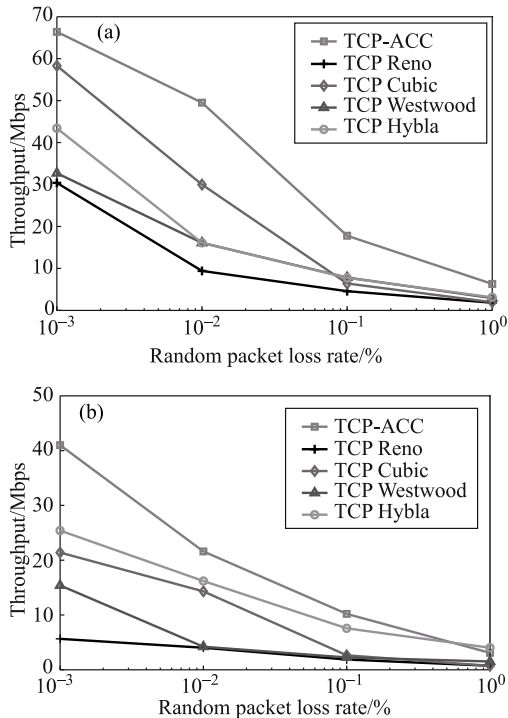 70
(a)
TCP-ACC
TCP Reno
TCP Cubic
TCP Westwood
TCP Hybla
60
50
40
30
20
10
0
Throughput/Mbps
10⁻³
10⁻²
10⁻¹
10⁰
Random packet loss rate/%
50
(b)
TCP-ACC
TCP Reno
TCP Cubic
TCP Westwood
TCP Hybla
40
30
20
10
0
Throughput/Mbps
10⁻³
10⁻²
10⁻¹
10⁰
Random packet loss rate/%